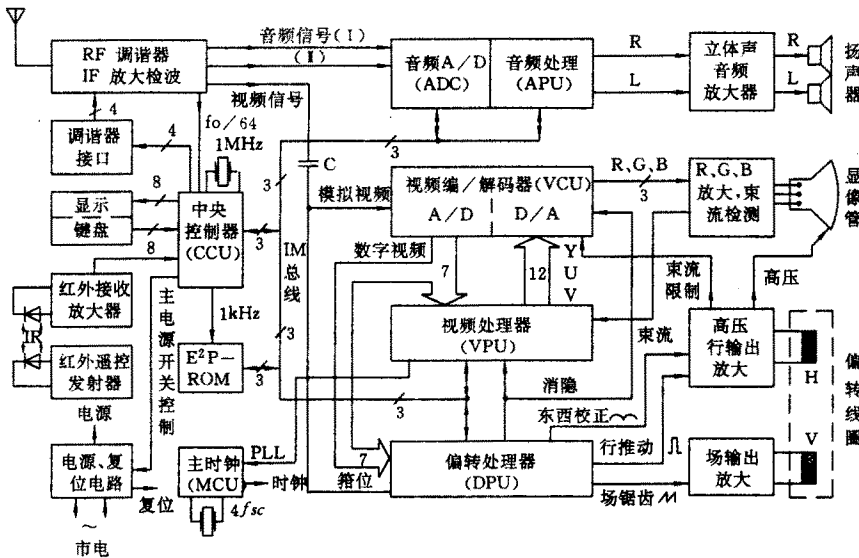 RF 调谐器
IF 放大检波
音频信号(Ⅰ)
(Ⅱ)
视频信号
音频A/D
(ADC)
音频处理
(APU)
R
L
立体声
音频
放大器
R
L
扬声器
4
调谐器
接口
4
fo/64
1MHz
C
3
3
8
显示
键盘
8
中央
控制器
(CCU)
3
模拟视频
视频编/解码器(VCU)
A/D
D/A
R、G、B
3
R、G、B
放大,束
流检测
显像管
IM
总线
数字视频
7
12
Y
U
V
束流
限制
高压
红外接收
放大器
IR
红外遥控
发射器
主电源开关控制
1kHz
E²P-
ROM
3
3
3
视频处理器
(VPU)
束流
消隐
高压
行输出
放大
H
偏转线圈
东西校正
电源
电源、复
位电路
复位
~
市电
PLL
主时钟
(MCU)
时钟
4fsc
7
箝位
偏转处理器
(DPU)
行推动
场锯齿
场输出
放大
V